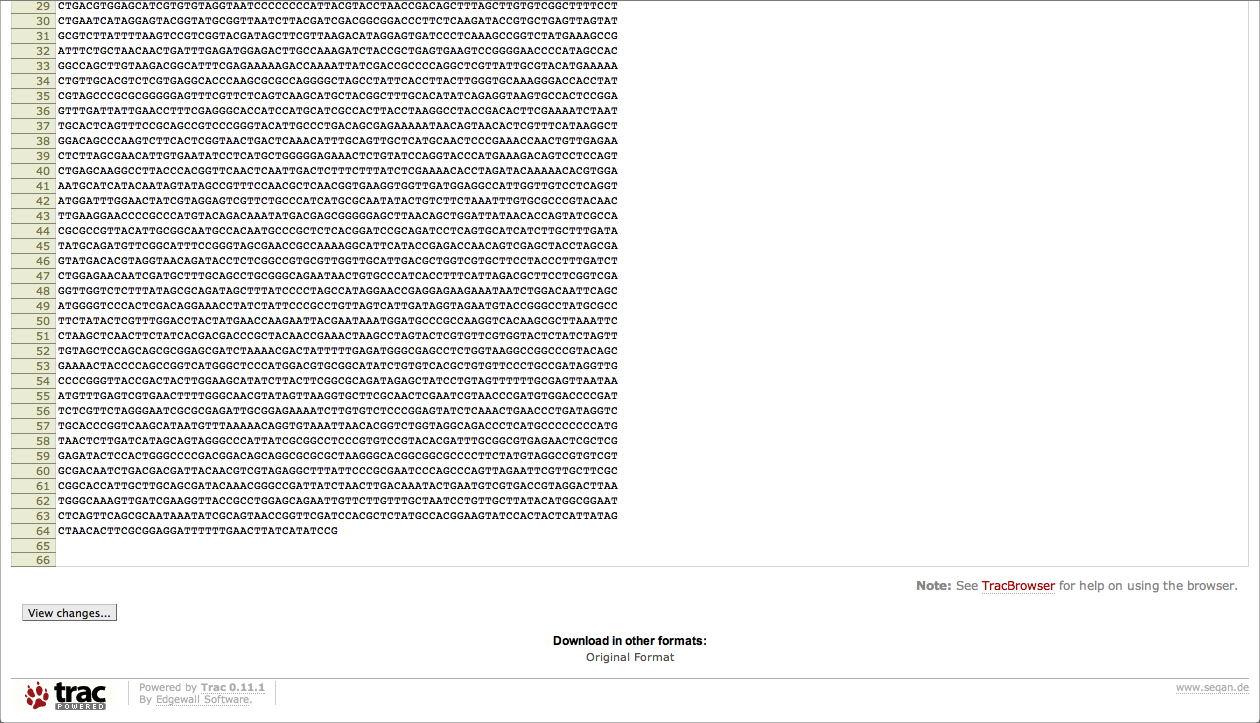 29 CTGACGTGGAGCATCGTGTGTAGGTAATCCCCCCCCATTGACGTACCTAACCGACAGCTTTAGCTTGTGTCGGCTTTTCCT
30 CTGAATCATAGGAGTACGGTATGCGGTTAATCTTACGATCGACGGCGGACCCTTCTCAAGATACCGTGCTGAGTTAGTAT
31 GCGTCTTATTTTAAGTCCGTCGGTACGATAGCTTCGTTAAGACATAGGAGTGATCCCTCAAAGCCGGTCTATGAAAGCCG
32 ATTTCTGCTAACAACTGATTTGAGATGGAGACTTGCCAAAGATCTACCGCTGAGTGAAGTCCGGGGAACCCCATAGCCAC
33 GGCCAGCTTGTAAGACGGCATTTCGAGAAAAAGACCAAAATTATCGACCGCCCCAGGCTCGTTATTGCGTACATGAAAAA
34 CTGTTGCACGTCTCGTGAGGCACCCAAGCGCGCCAGGGGCTAGCCTATTCACCTTACTTGGGTGCAAAGGGACCACCTAT
35 CGTAGCCCGCGCGGGGGAGTTTCGTTCTCAGTCAAGCATGCTACGGCTTTGCACATATCAGAGGTAAGTGCCACTCCGGA
36 GTTTGATTATTGAACCTTTCGAGGGCACCATCCATGCATCGCCACTTACCTAAGGCCTACCGACACTTCGAAAATCTAAT
37 TGCACTCAGTTTCCGCAGCCGTCCCGGGTACATTGCCCTGACAGCGAGAAAAATAACAGTAACACTCGTTTCATAAGGCT
38 GGACAGCCCAAGTCTTCACTCGGTAACTGACTCAAACATTTGCAGTTGCTCATGCAACTCCCGAAACCAACTGTTGAGAA
39 CTCTTAGCGAACATTGTGAATATCCTCATGCTGGGGGAGAAACTCTGTATCCAGGTACCCATGAAAGACAGTCCTCCAGT
40 CTGAGCAAGGCCTTACCCACGGTTCAACTCAATTGACTCTTTCTTTATCTCGAAAACACCTAGATACAAAAACACGTGGA
41 AATGCATCATACAATAGTATAGCCGTTTCCAACGCTCAACGGTGAAGGTGGTTGATGGAGGCCATTGGTTGTCCTCAGGT
42 ATGGATTTGGAACTATCGTAGGAGTCGTTCTGCCCATCATGCGCAATATACTGTCTTCTAAATTTGTGCGCCCGTACAAC
43 TTGAAGGAACCCCGCCCATGTACAGACAAATATGACGAGCGGGGGAGCTTAACAGCTGGATTATAACACCAGTATCGCCA
44 CGCGCCGTTACATTGCGGCAATGCCACAATGCCCGCTCTCACGGATCCGCAGATCCTCAGTGCATCATCTTGCTTTGATA
45 TATGCAGATGTTCGGCATTTCCGGGTAGCGAACCGCCAAAAGGCATTCATACCGAGACCAACAGTCGAGCTACCTAGCGA
46 GTATGACACGTAGGTAACAGATACCTCTCGGCCGTGCGTTGGTTGCATTGACGCTGGTCGTGCTTCCTACCCTTTGATCT
47 CTGGAGAACAATCGATGCTTTGCAGCCTGCGGGCAGAATAACTGTGCCCATCACCTTTCATTAGACGCTTCCTCGGTCGA
48 GGTTGGTCTCTTTATAGCGCAGATAGCTTTATCCCCTAGCCATAGGAACCGAGGAGAAGAAATAATCTGGACAATTCAGC
49 ATGGGGTCCCACTCGACAGGAAACCTATCTATTCCCGCCTGTTAGTCATTGATAGGTAGAATGTACCGGGCCTATGCGCC
50 TTCTATACTCGTTTGGACCTACTATGAACCAAGAATTACGAATAAATGGATGCCCGCCAAGGTCACAAGCGCTTAAATTC
51 CTAAGCTCAACTTCTATCACGACGACCCGCTACAACCGAAACTAAGCCTAGTACTCGTGTTCGTGGTACTCTATCTAGTT
52 TGTAGCTCCAGCAGCGCGGAGCGATCTAAAACGACTATTTTTGAGATGGGCGAGCCTCTGGTAAGGCCGGCCCGTACAGC
53 GAAAACTACCCCAGCCGGTCATGGGCTCCCATGGACGTGCGGCATATCTGTGTCACGCTGTGTTCCCTGCCGATAGGTTG
54 CCCCGGGTTACCGACTACTTGGAAGCATATCTTACTTCGGCGCAGATAGAGCTATCCTGTAGTTTTTTGCGAGTTAATAA
55 ATGTTTGAGTCGTGAACTTTTGGGCAACGTATAGTTAAGGTGCTTCGCAACTCGAATCGTAACCCGATGTGGACCCCGAT
56 TCTCGTTCTAGGGAATCGCGCGAGATTGCGGAGAAAATCTTGTGTCTCCCGGAGTATCTCAAACTGAACCCTGATAGGTC
57 TGCACCCGGTCAAGCATAATGTTTAAAAACAGGTGTAAATTAACACGGTCTGGTAGGCAGACCCTCATGCCCCCCCCATG
58 TAACTCTTGATCATAGCAGTAGGGCCCATTATCGCGGCCTCCCGTGTCCGTACACGATTTGCGGCGTGAGAACTCGCTCG
59 GAGATACTCCACTGGGCCCCGACGGACAGCAGGCGCGCGCTAAGGGCACGGCGGCGCCCCTTCTATGTAGGCCGTGTCGT
60 GCGACAATCTGACGACGATTACAACGTCGTAGAGGCTTTATTCCCGCGAATCCCAGCCCAGTTAGAATTCGTTGCTTCGC
61 CGGCACCATTGCTTGCAGCGATACAAACGGGCCGATTATCTAACTTGACAAATACTGAATGTCGTGACCGTAGGACTTAA
62 TGGGCAAAGTTGATCGAAGGTTACCGCCTGGAGCAGAATTGTTCTTGTTTGCTAATCCTGTTGCTTATACATGGCGGAAT
63 CTCAGTTCAGCGCAATAAATATCGCAGTAACCGGTTCGATCCACGCTCTATGCCACGGAAGTATCCACTACTCATTATAG
64 CTAACACTTCGCGGAGGATTTTTTGAACTTATCATATCCG
65
66
Note: See TracBrowser for help on using the browser.
View changes...
Download in other formats:
Original Format
trac
POWERED
Powered by Trac 0.11.1
By Edgewall Software.
www.seqan.de